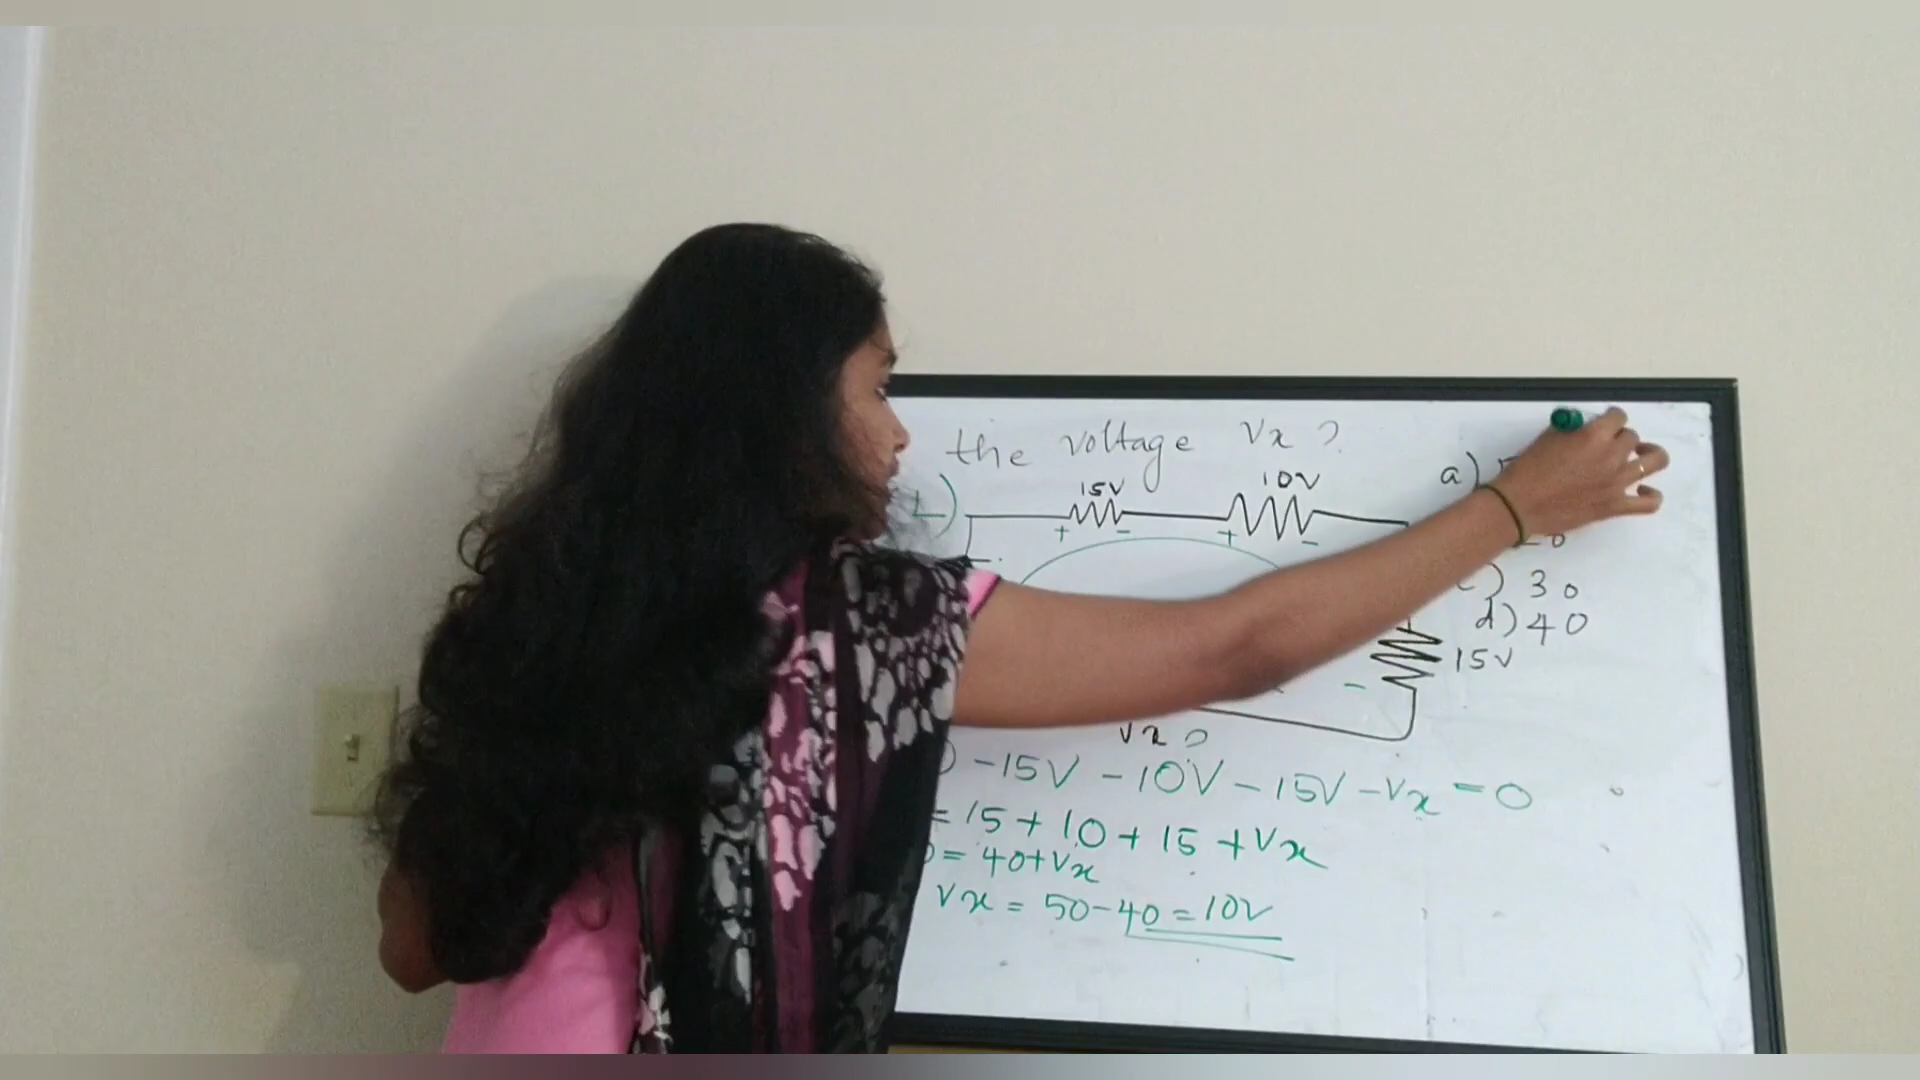 the voltage Vx ?
a)
15V
10V
+ - + -
c) 30
d) 40
15V
-
Vx ?
-15V -10V -15V -Vx = 0
= 15 + 10 + 15 + Vx
= 40+Vx
Vx = 50-40 = 10V